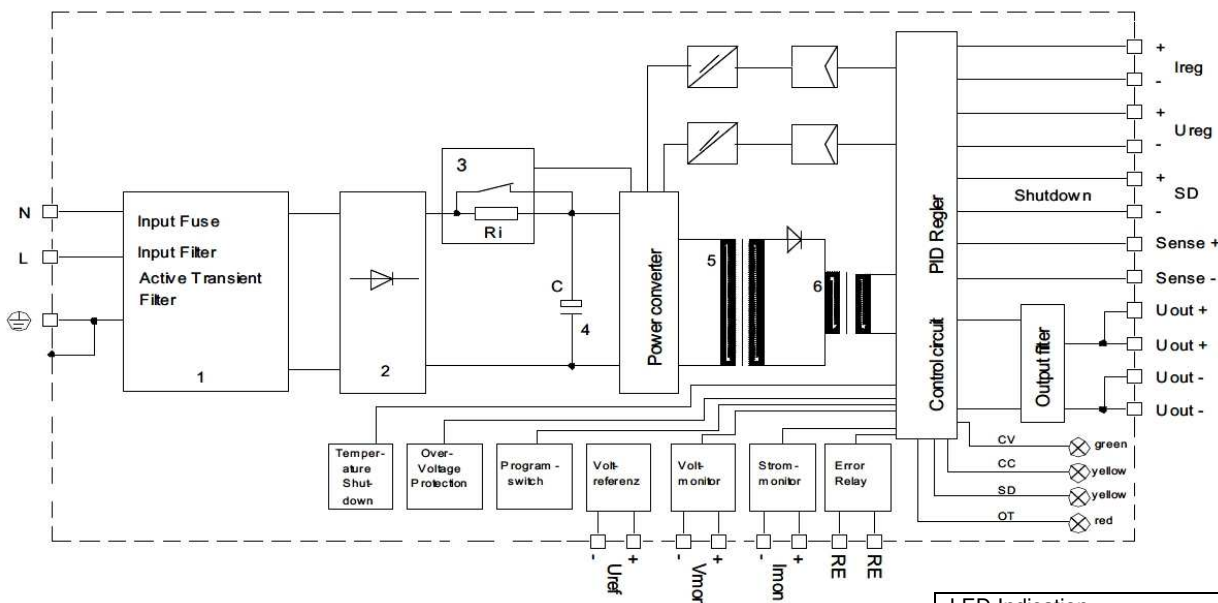 N
L
Input Fuse
Input Filter
Active Transient
Filter
1
2
3
Ri
C
4
Power converter
5
6
PID Regler
Control circuit
Output filter
Shutdown
+
Ireg
-
+
Ureg
-
+
SD
-
Sense +
Sense -
Uout +
Uout +
Uout -
Uout -
CV
green
CC
yellow
SD
yellow
OT
red
Temper-
ature
Shut-
down
Over-
Voltage
Protection
Program -
switch
Volt-
referenz
Volt-
monitor
Strom-
monitor
Error
Relay
- +
Uref
- +
Vmon
- +
Imon
RE
RE
LED Indication